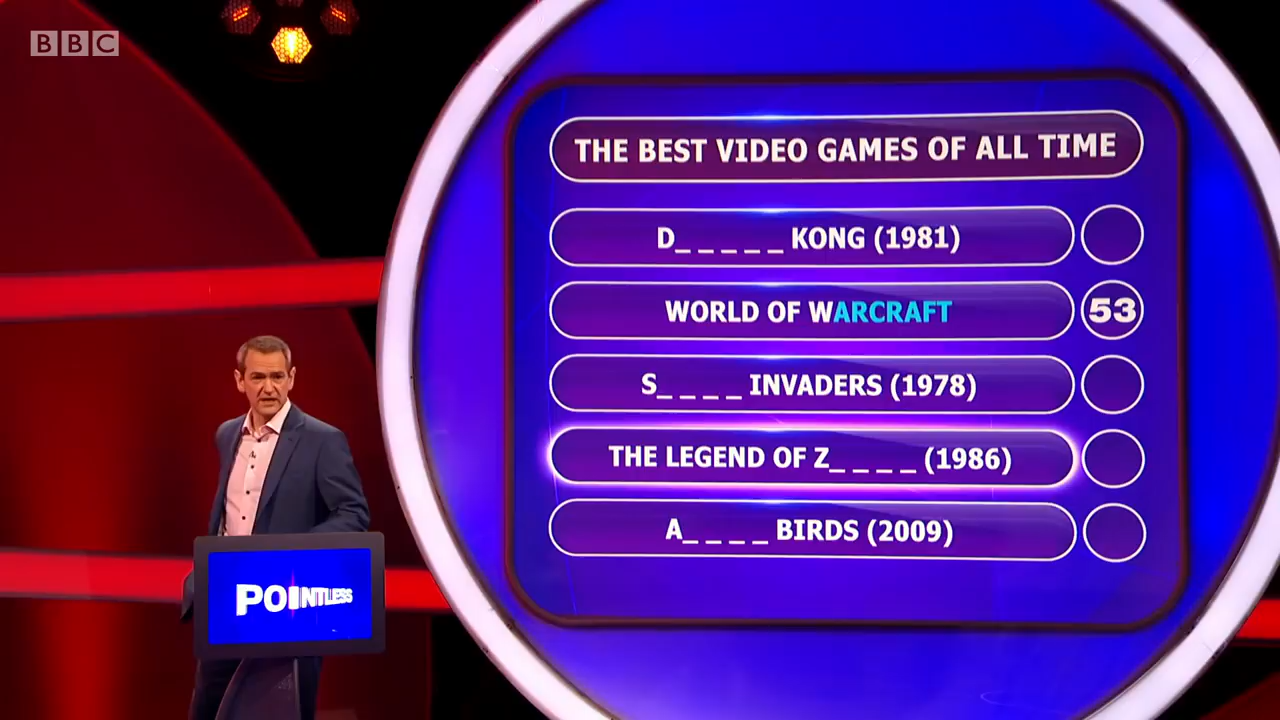 BBC
THE BEST VIDEO GAMES OF ALL TIME
D_ _ _ _ _ KONG (1981)
WORLD OF WARCRAFT
53
S_ _ _ _ INVADERS (1978)
THE LEGEND OF Z_ _ _ _ (1986)
A_ _ _ _ BIRDS (2009)
POINTLESS